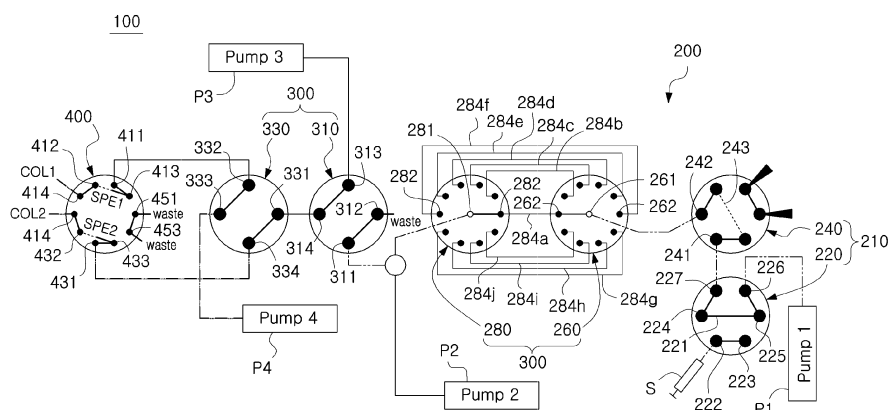 100
Pump 3
P3
200
300
330
310
400
412
411
332
413
COL1
414
SPE1
333
331
313
312
451
waste
COL2
414
SPE2
453
waste
432
431
433
334
314
311
waste
284f
284e
284d
284c
284b
281
282
282
262
261
262
284a
284j
284i
284h
284g
280
260
300
243
242
241
240
210
220
227
226
224
221
225
222
223
S
Pump 1
P1
Pump 4
P4
P2
Pump 2